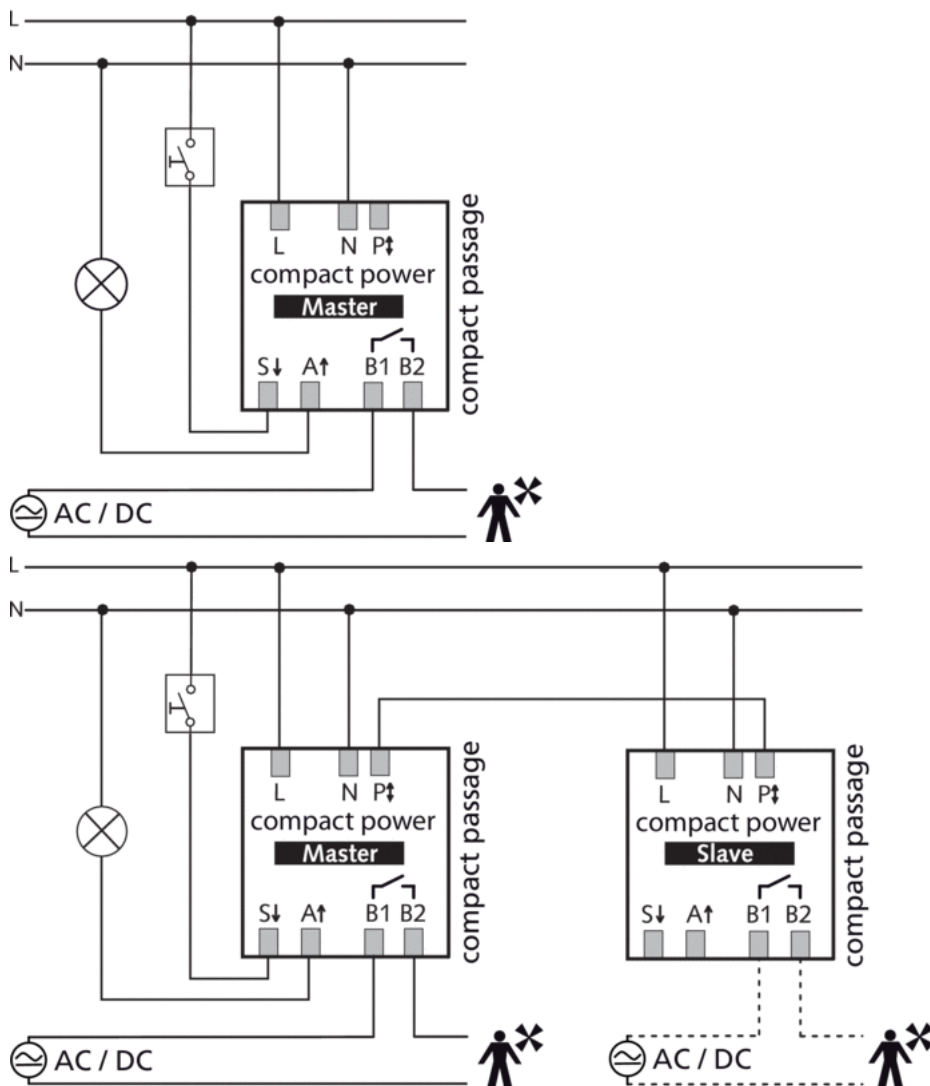 L
N
L N P↕
compact power
Master
S↓ A↑ B1 B2
compact passage
AC / DC
L
N
L N P↕
compact power
Master
S↓ A↑ B1 B2
compact passage
L N P↕
compact power
Slave
S↓ A↑ B1 B2
compact passage
AC / DC
AC / DC